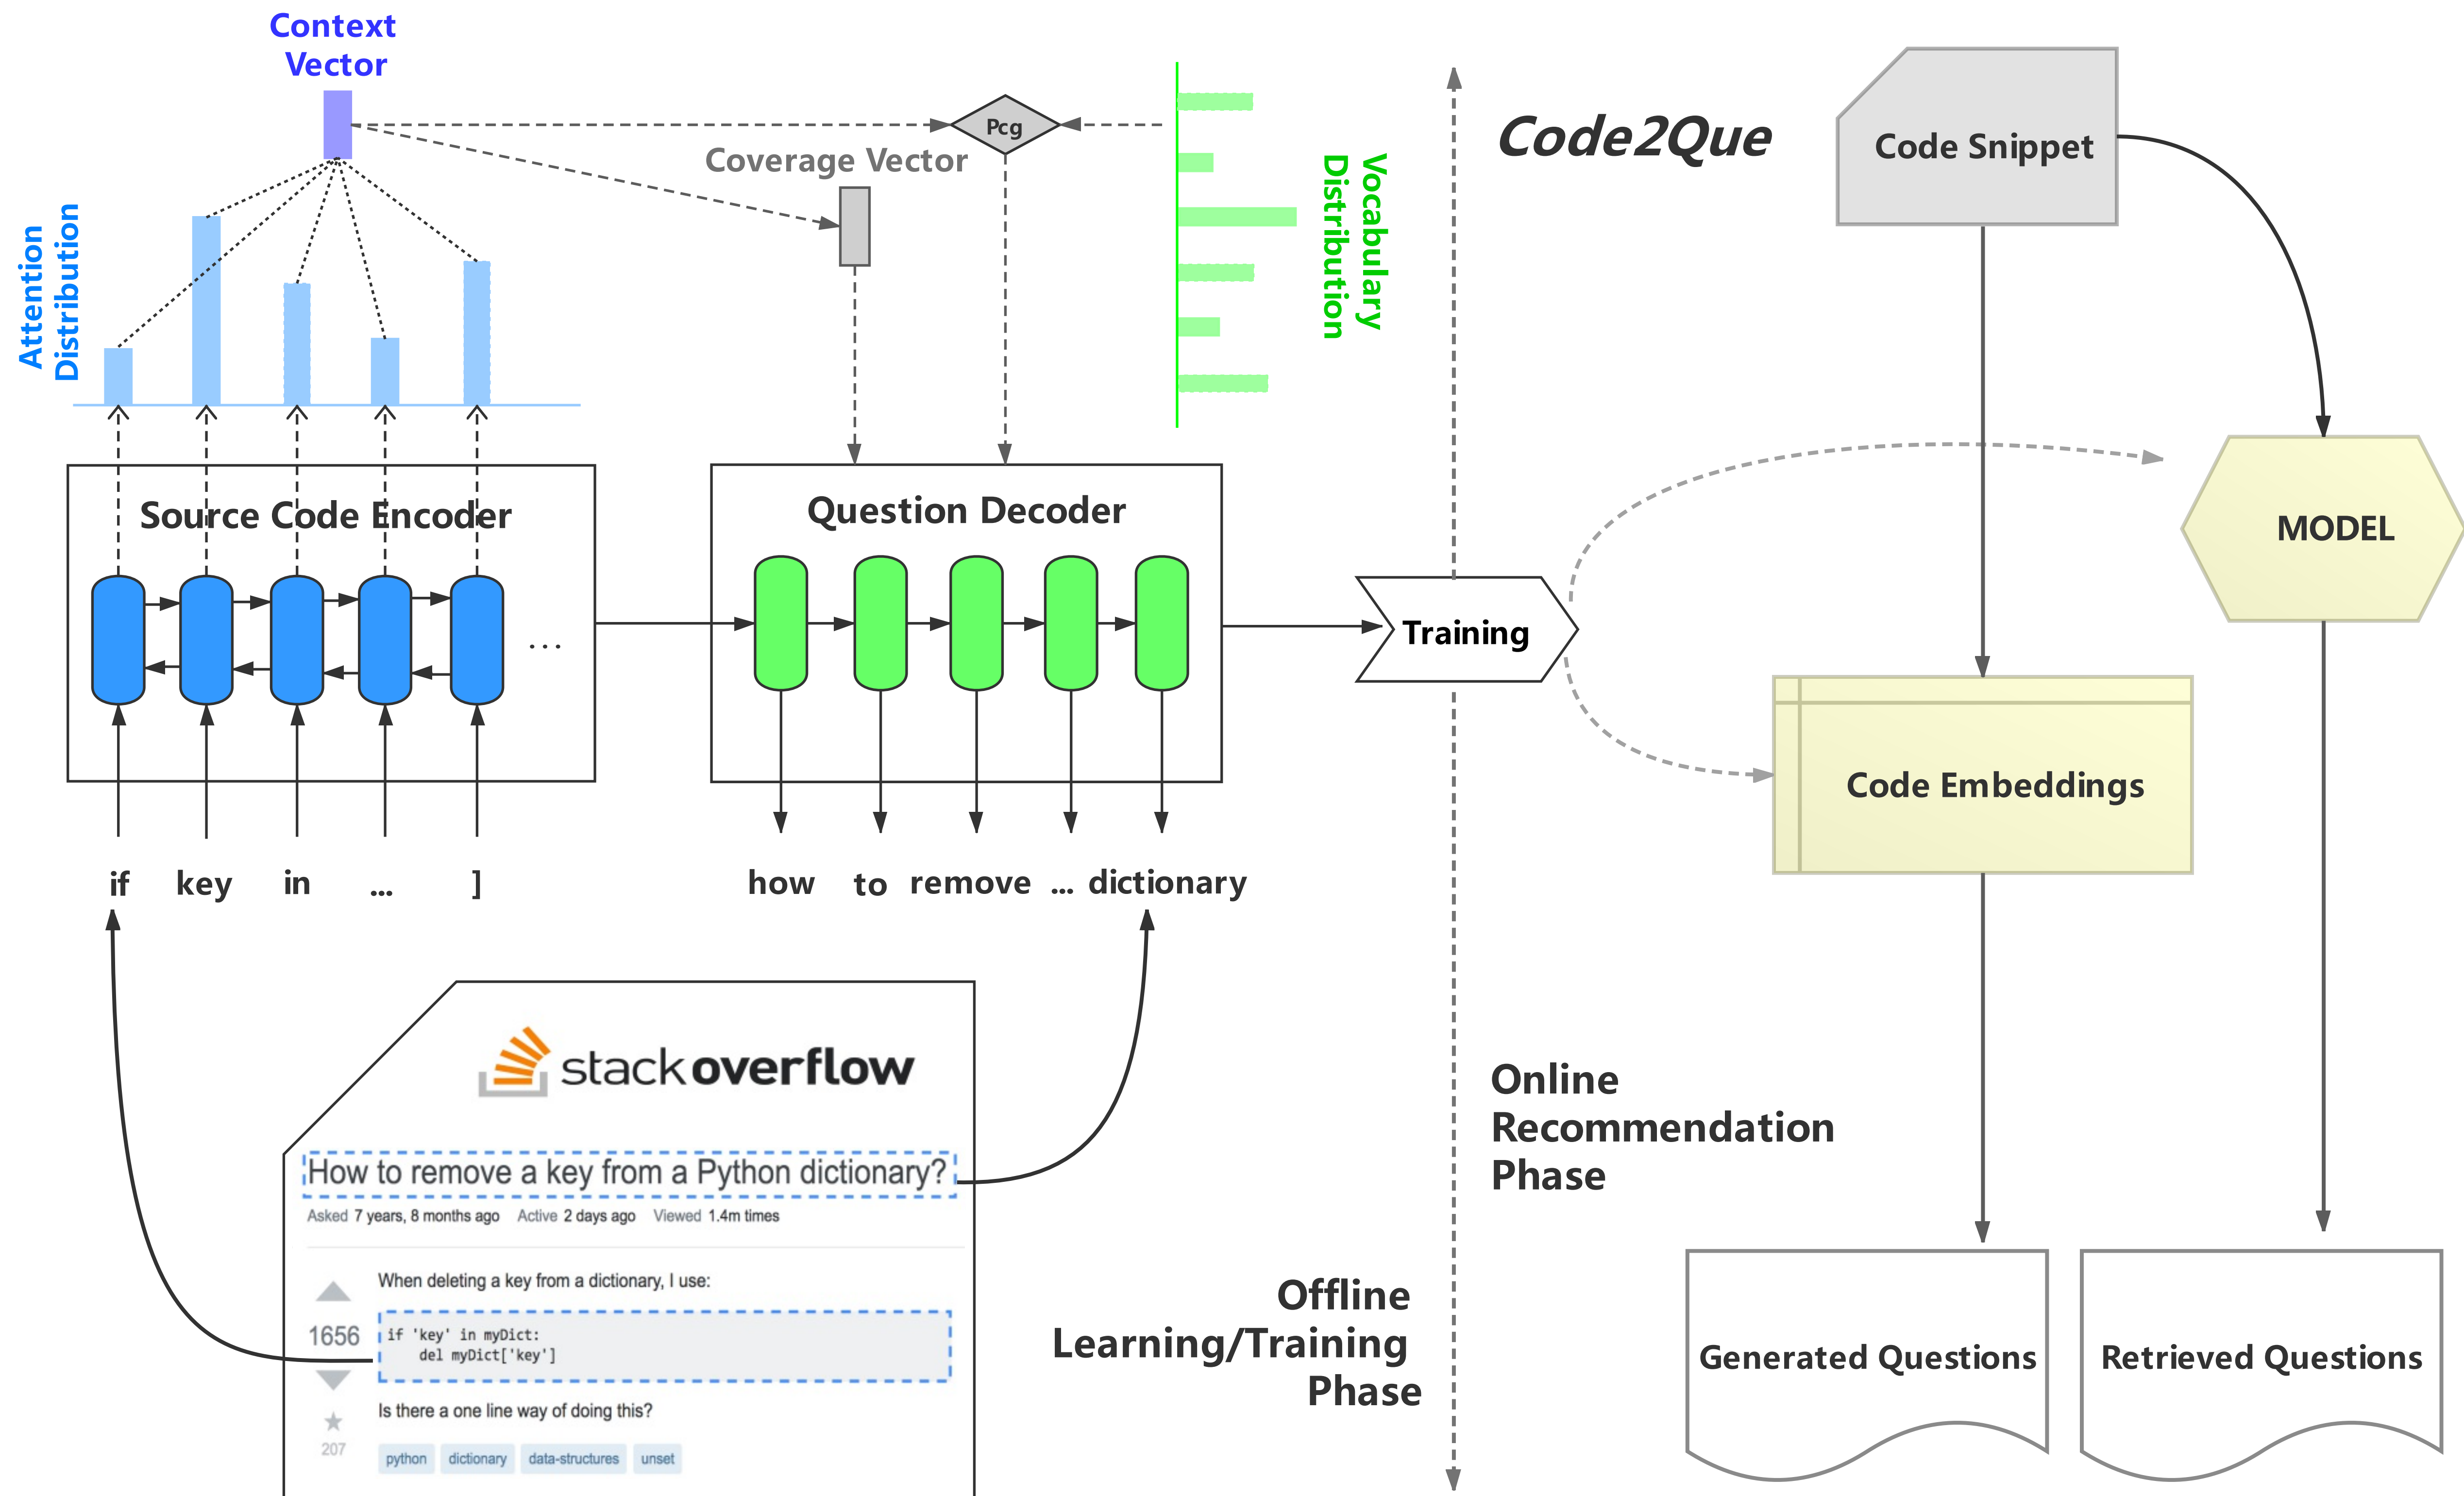 Context
Vector
Attention
Distribution
Coverage Vector
Pcg
Vocabulary
Distribution
Source Code Encoder
...
Question Decoder
if key in ... ]
how to remove ... dictionary
stackoverflow
How to remove a key from a Python dictionary?
Asked 7 years, 8 months ago Active 2 days ago Viewed 1.4m times
When deleting a key from a dictionary, I use:
1656
if 'key' in myDict:
del myDict['key']
Is there a one line way of doing this?
207
python dictionary data-structures unset
Training
Offline
Learning/Training
Phase
Code2Que
Code Snippet
MODEL
Code Embeddings
Online
Recommendation
Phase
Generated Questions
Retrieved Questions